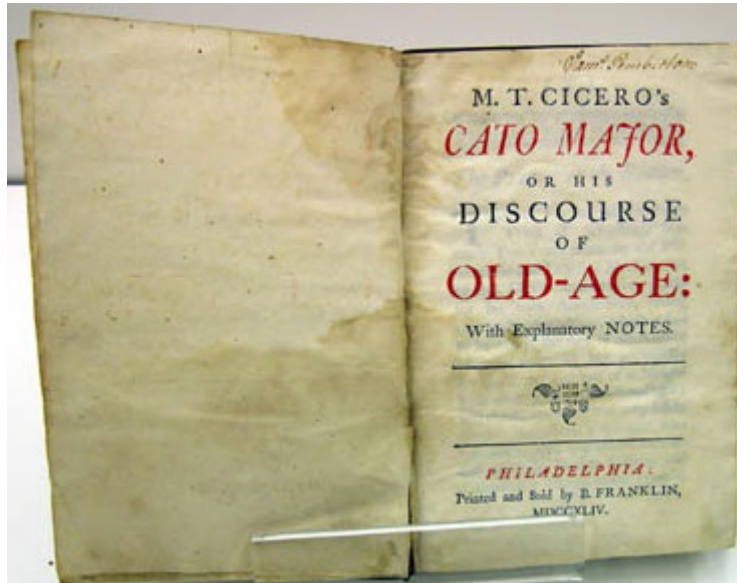 M. T. CICERO's
CATO MAJOR,
OR HIS
DISCOURSE
OF
OLD-AGE:
With Explanatory NOTES.
PHILADELPHIA:
Printed and Sold by B. FRANKLIN,
MDCCXLIV.